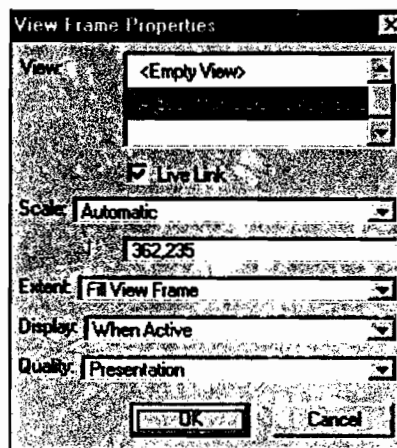 View Frame Properties
View: <Empty View>
Live Link
Scale: Automatic
362,235
Extent: Fill View Frame
Display: When Active
Quality: Presentation
OK Cancel